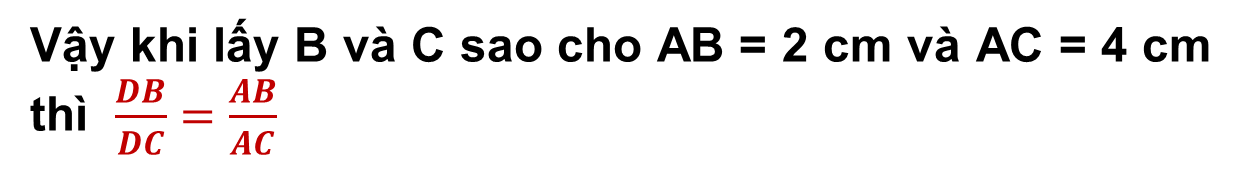 Vậy khi lấy B và C sao cho AB = 2 cm và AC = 4 cm
thì DB/DC = AB/AC